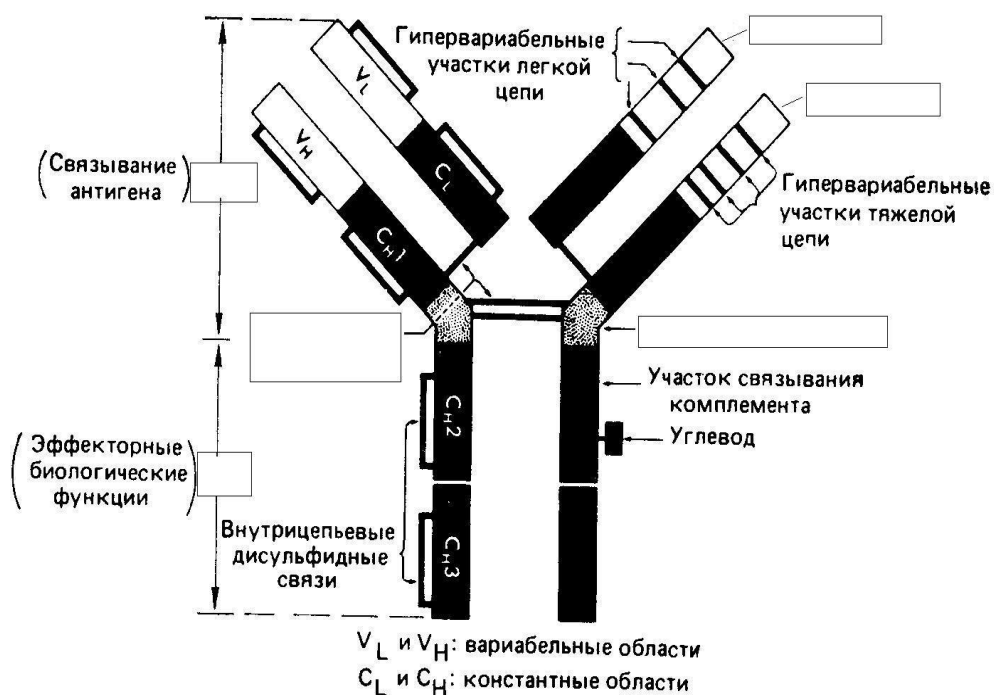 Гипервариабельные
участки легкой
цепи
V_L
V_H
(Связывание
антигена)
C_L
C_H1
Гипервариабельные
участки тяжелой
цепи
Участок связывания
комплемента
Углевод
C_H2
(Эффекторные
биологические
функции)
Внутрицепьевые
дисульфидные
связи
C_H3
V_L и V_H: вариабельные области
C_L и C_H: константные области